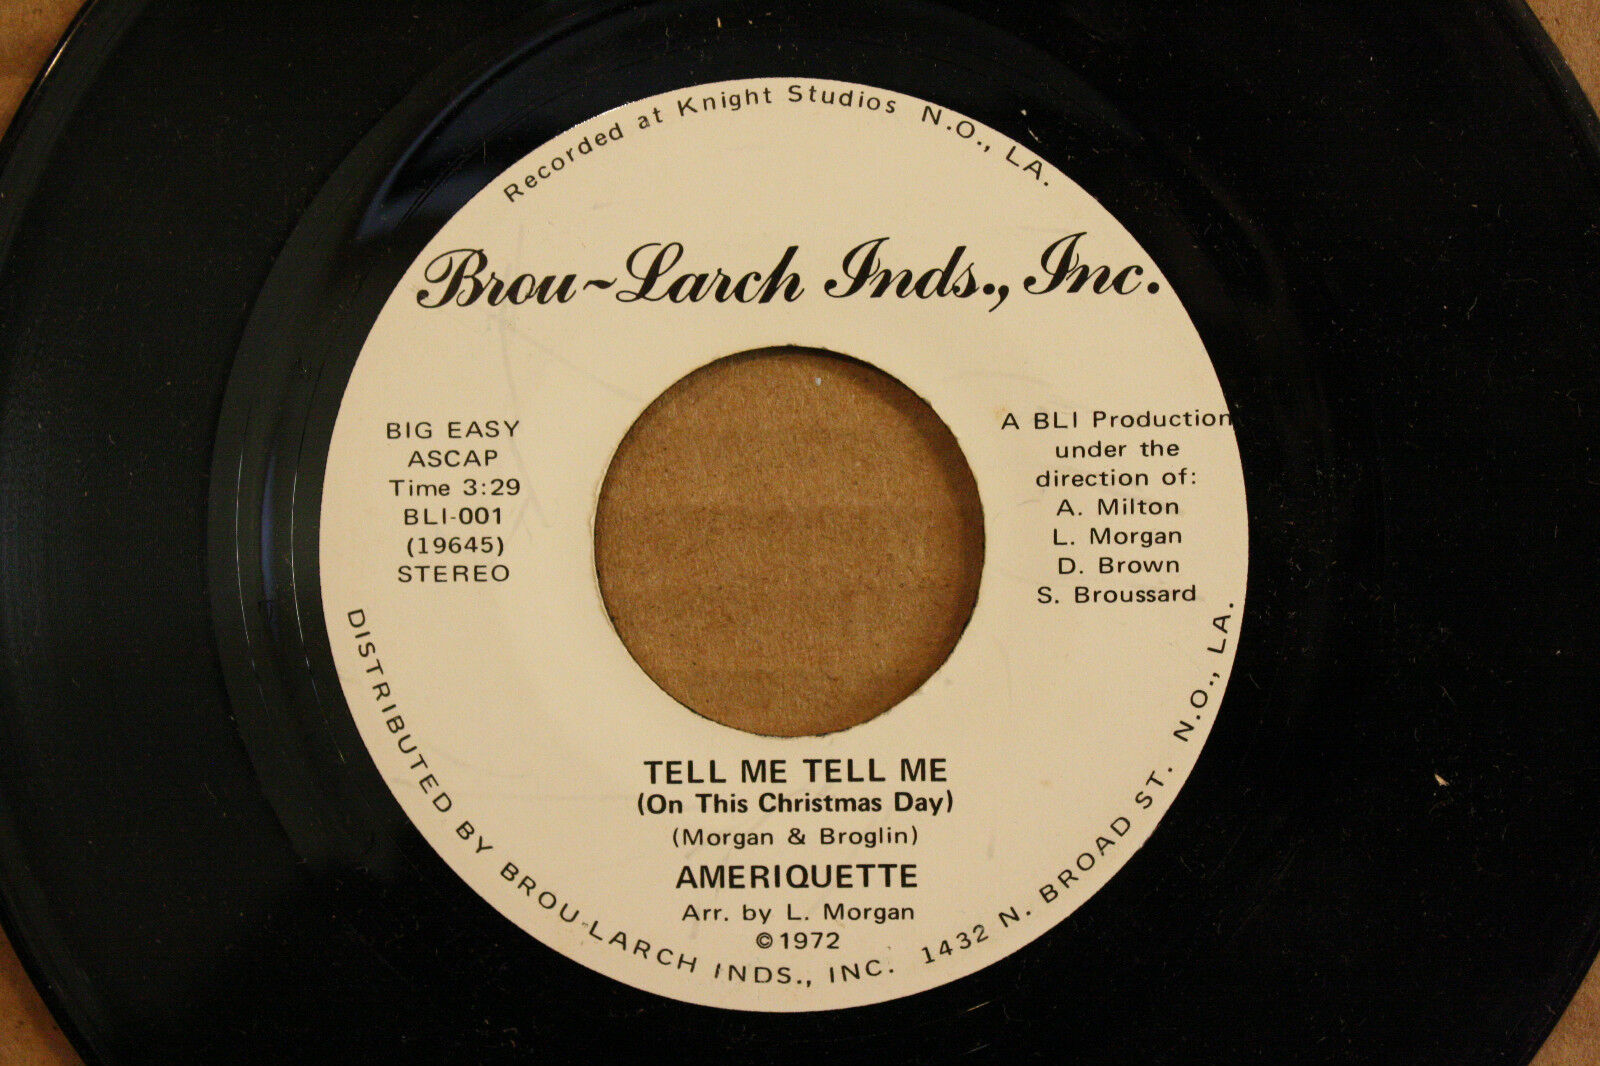 Recorded at Knight Studios N.O., LA.
Brou~Larch Inds., Inc.
BIG EASY
ASCAP
Time 3:29
BLI-001
(19645)
STEREO
A BLI Production
under the
direction of:
A. Milton
L. Morgan
D. Brown
S. Broussard
TELL ME TELL ME
(On This Christmas Day)
(Morgan & Broglin)
AMERIQUETTE
Arr. by L. Morgan
©1972
DISTRIBUTED BY BROU-LARCH INDS., INC. 1432 N. BROAD ST. N.O., LA.